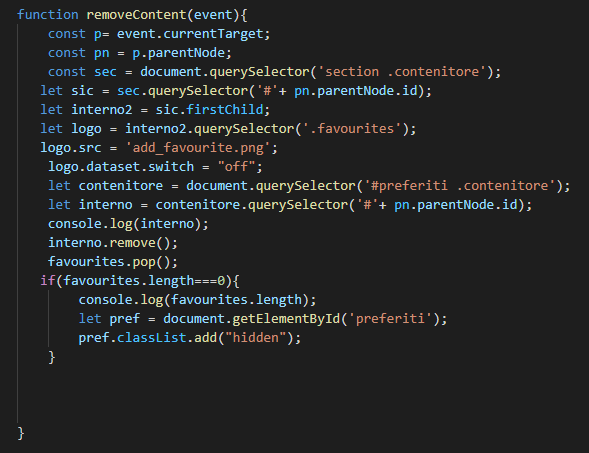 function removeContent(event){
const p= event.currentTarget;
const pn = p.parentNode;
const sec = document.querySelector('section .contenitore');
let sic = sec.querySelector('#'+ pn.parentNode.id);
let interno2 = sic.firstChild;
let logo = interno2.querySelector('.favourites');
logo.src = 'add_favourite.png';
logo.dataset.switch = "off";
let contenitore = document.querySelector('#preferiti .contenitore');
let interno = contenitore.querySelector('#'+ pn.parentNode.id);
console.log(interno);
interno.remove();
favourites.pop();
if(favourites.length===0){
console.log(favourites.length);
let pref = document.getElementById('preferiti');
pref.classList.add("hidden");
}
}